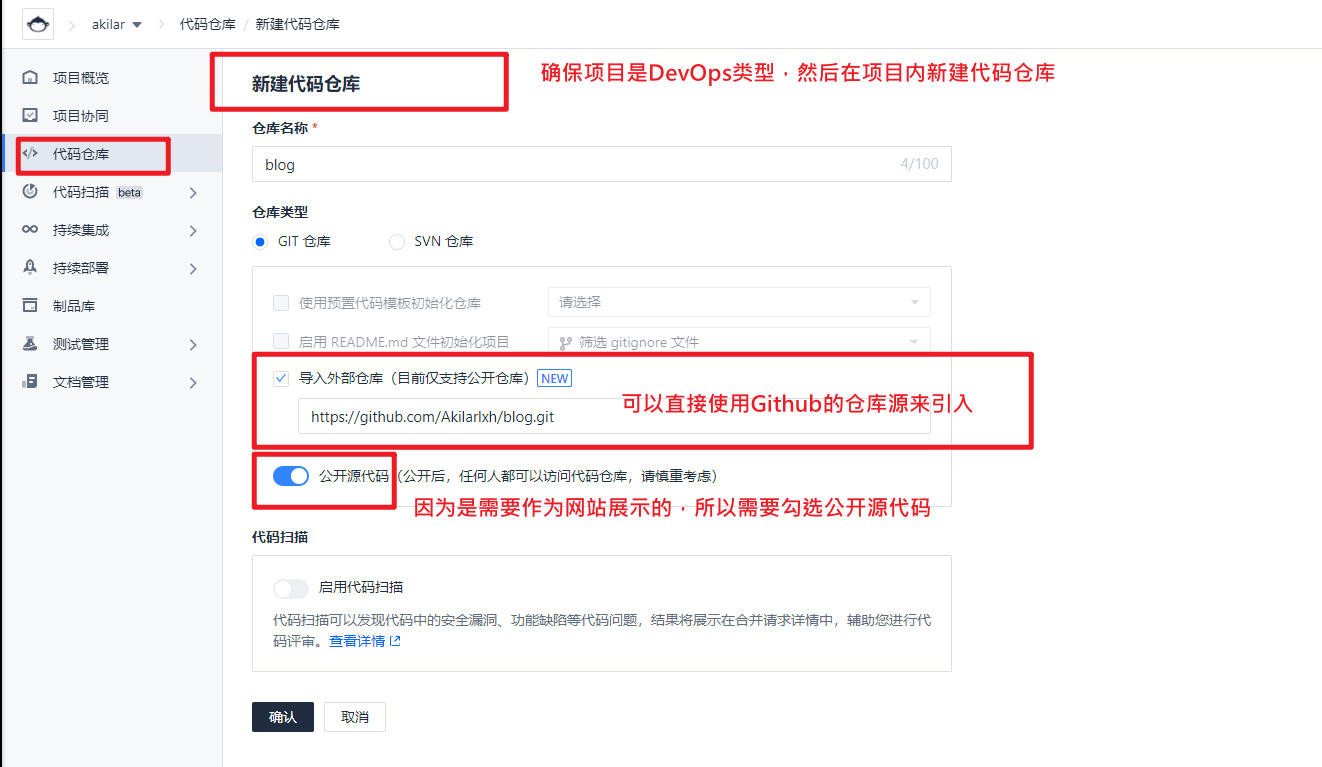 akilar 代码仓库 / 新建代码仓库
项目概览
项目协同
代码仓库
代码扫描 beta
持续集成
持续部署
制品库
测试管理
文档管理
新建代码仓库
确保项目是DevOps类型，然后在项目内新建代码仓库
仓库名称 *
blog 4/100
仓库类型
GIT 仓库 SVN 仓库
使用预置代码模板初始化仓库 请选择
启用 README.md 文件初始化项目 筛选 gitignore 文件
导入外部仓库（目前仅支持公开仓库） NEW
可以直接使用Github的仓库源来引入
https://github.com/Akilarlxh/blog.git
公开源代码（公开后，任何人都可以访问代码仓库，请慎重考虑）
因为是需要作为网站展示的，所以需要勾选公开源代码
代码扫描
启用代码扫描
代码扫描可以发现代码中的安全漏洞、功能缺陷等代码问题，结果将展示在合并请求详情中，辅助您进行代
码评审。查看详情
确认 取消